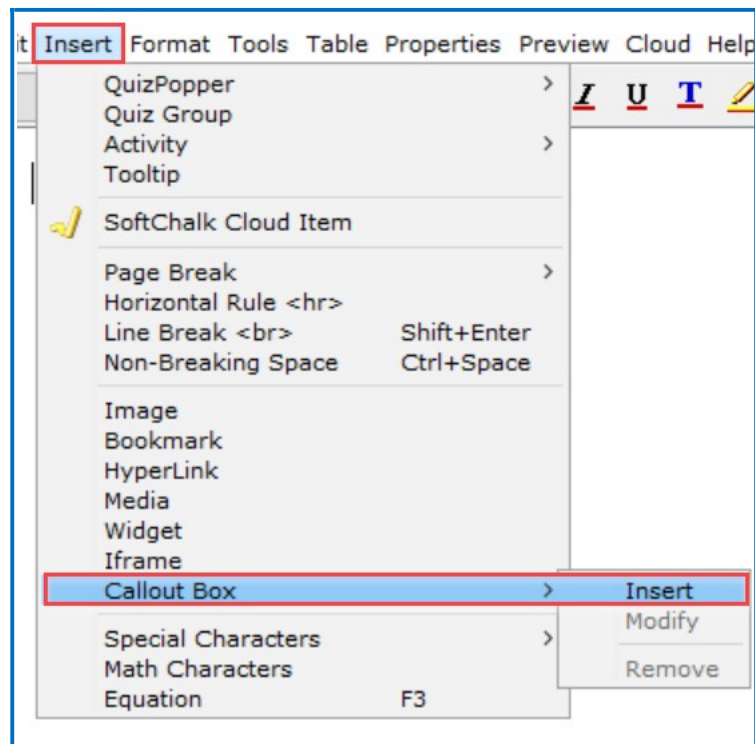 it Insert Format Tools Table Properties Preview Cloud Help
I U T
QuizPopper >
Quiz Group
Activity >
Tooltip
SoftChalk Cloud Item
Page Break >
Horizontal Rule <hr>
Line Break <br> Shift+Enter
Non-Breaking Space Ctrl+Space
Image
Bookmark
HyperLink
Media
Widget
Iframe
Callout Box > Insert
Modify
Special Characters >
Remove
Math Characters
Equation F3